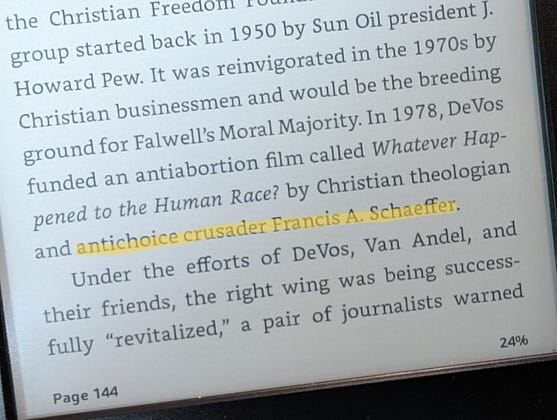 the Christian Freedom
group started back in 1950 by Sun Oil president J.
Howard Pew. It was reinvigorated in the 1970s by
Christian businessmen and would be the breeding
ground for Falwell's Moral Majority. In 1978, DeVos
funded an antiabortion film called Whatever Hap-
pened to the Human Race? by Christian theologian
and antichoice crusader Francis A. Schaeffer.
Under the efforts of DeVos, Van Andel, and
their friends, the right wing was being success-
fully "revitalized," a pair of journalists warned
Page 144
24%